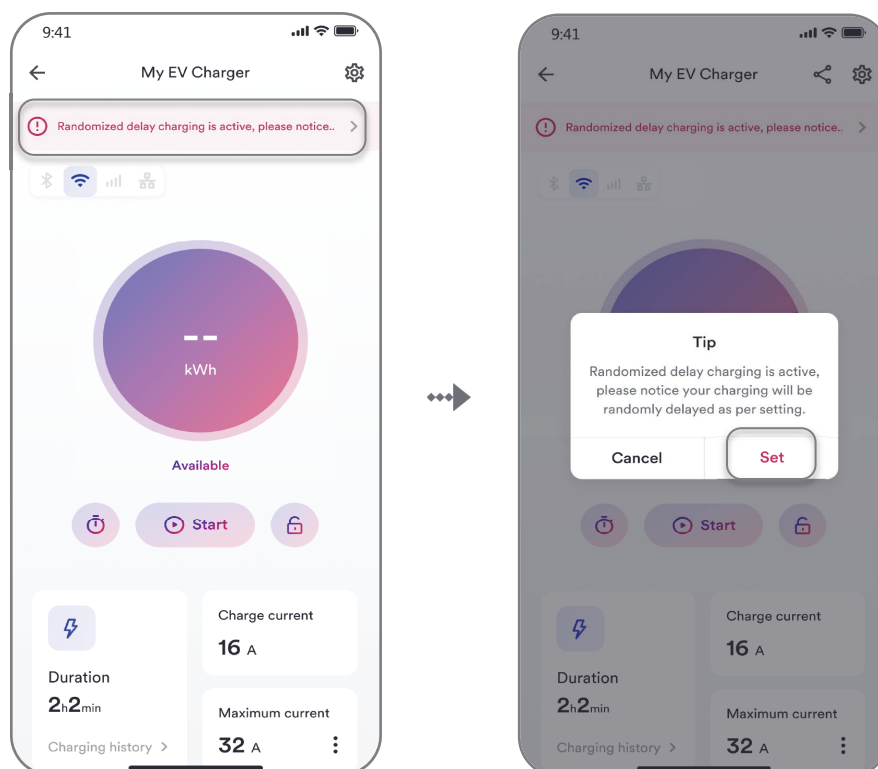 9:41
My EV Charger
Randomized delay charging is active, please notice..
--
kWh
Available
Start
Duration
2h2min
Charging history
Charge current
16 A
Maximum current
32 A
9:41
My EV Charger
Randomized delay charging is active, please notice..
Tip
Randomized delay charging is active,
please notice your charging will be
randomly delayed as per setting.
Cancel
Set
Start
Duration
2h2min
Charging history
Charge current
16 A
Maximum current
32 A